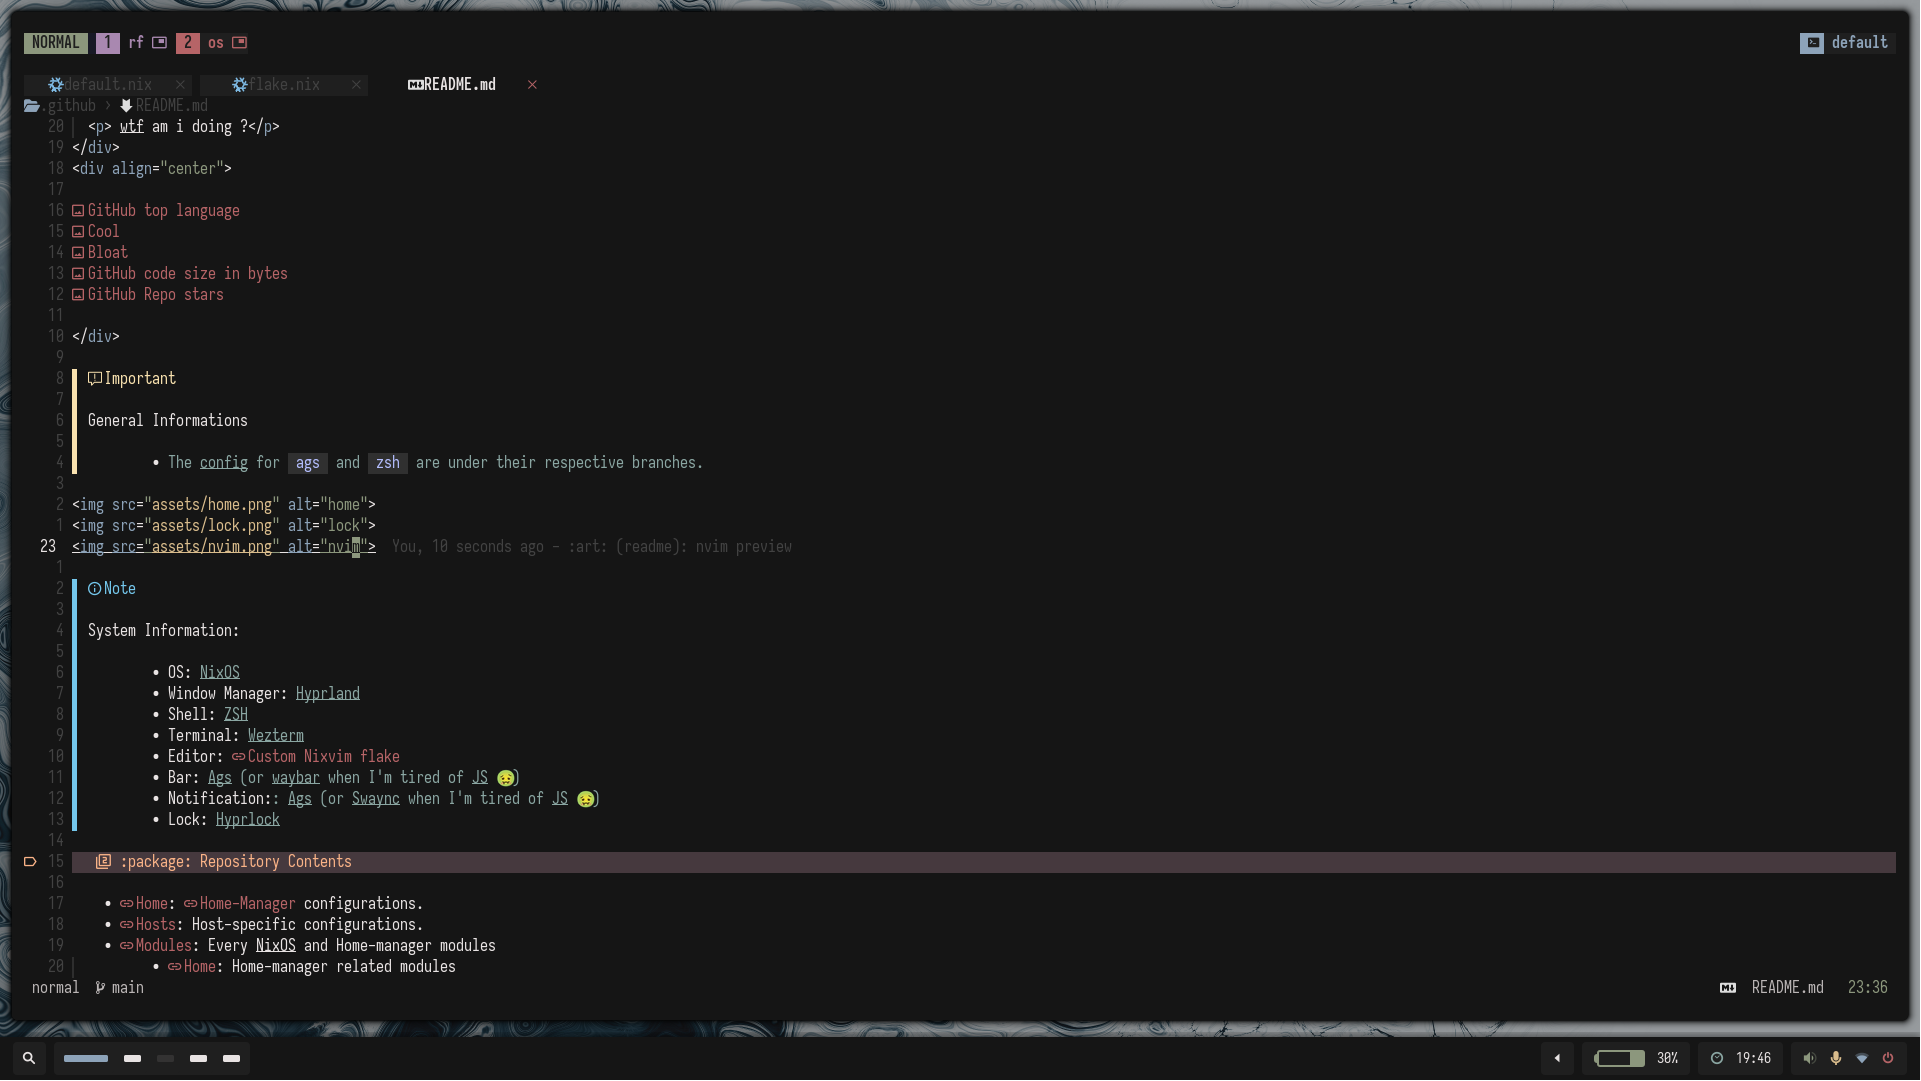 NORMAL 1 rf 2 os default
default.nix × flake.nix × README.md ×
.github > README.md
20 <p> wtf am i doing ?</p>
19 </div>
18 <div align="center">
17
16 GitHub top language
15 Cool
14 Bloat
13 GitHub code size in bytes
12 GitHub Repo stars
11
10 </div>
9
8 Important
7
6 General Informations
5
4 • The config for ags and zsh are under their respective branches.
3
2 <img src="assets/home.png" alt="home">
1 <img src="assets/lock.png" alt="lock">
23 <img src="assets/nvim.png" alt="nvim"> You, 10 seconds ago - :art: (readme): nvim preview
1
2 Note
3
4 System Information:
5
6 • OS: NixOS
7 • Window Manager: Hyprland
8 • Shell: ZSH
9 • Terminal: Wezterm
10 • Editor: Custom Nixvim flake
11 • Bar: Ags (or waybar when I'm tired of JS 🤢)
12 • Notification:: Ags (or Swaync when I'm tired of JS 🤢)
13 • Lock: Hyprlock
14
15 :package: Repository Contents
16
17 • Home: Home-Manager configurations.
18 • Hosts: Host-specific configurations.
19 • Modules: Every NixOS and Home-manager modules
20 • Home: Home-manager related modules
normal main README.md 23:36
30% 19:46